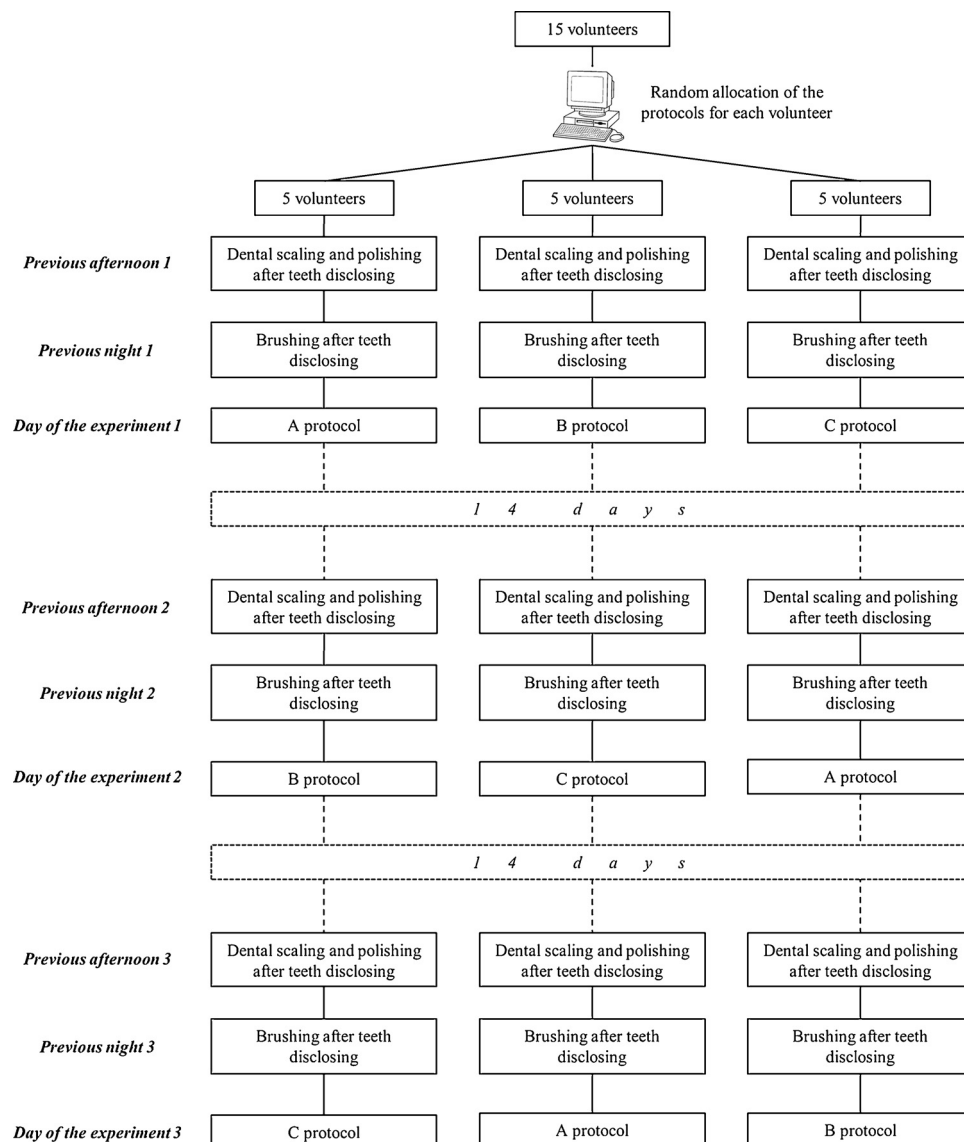 15 volunteers
Random allocation of the
protocols for each volunteer
5 volunteers
5 volunteers
5 volunteers
Previous afternoon 1
Dental scaling and polishing
after teeth disclosing
Dental scaling and polishing
after teeth disclosing
Dental scaling and polishing
after teeth disclosing
Previous night 1
Brushing after teeth
disclosing
Brushing after teeth
disclosing
Brushing after teeth
disclosing
Day of the experiment 1
A protocol
B protocol
C protocol
14 days
Previous afternoon 2
Dental scaling and polishing
after teeth disclosing
Dental scaling and polishing
after teeth disclosing
Dental scaling and polishing
after teeth disclosing
Previous night 2
Brushing after teeth
disclosing
Brushing after teeth
disclosing
Brushing after teeth
disclosing
Day of the experiment 2
B protocol
C protocol
A protocol
14 days
Previous afternoon 3
Dental scaling and polishing
after teeth disclosing
Dental scaling and polishing
after teeth disclosing
Dental scaling and polishing
after teeth disclosing
Previous night 3
Brushing after teeth
disclosing
Brushing after teeth
disclosing
Brushing after teeth
disclosing
Day of the experiment 3
C protocol
A protocol
B protocol